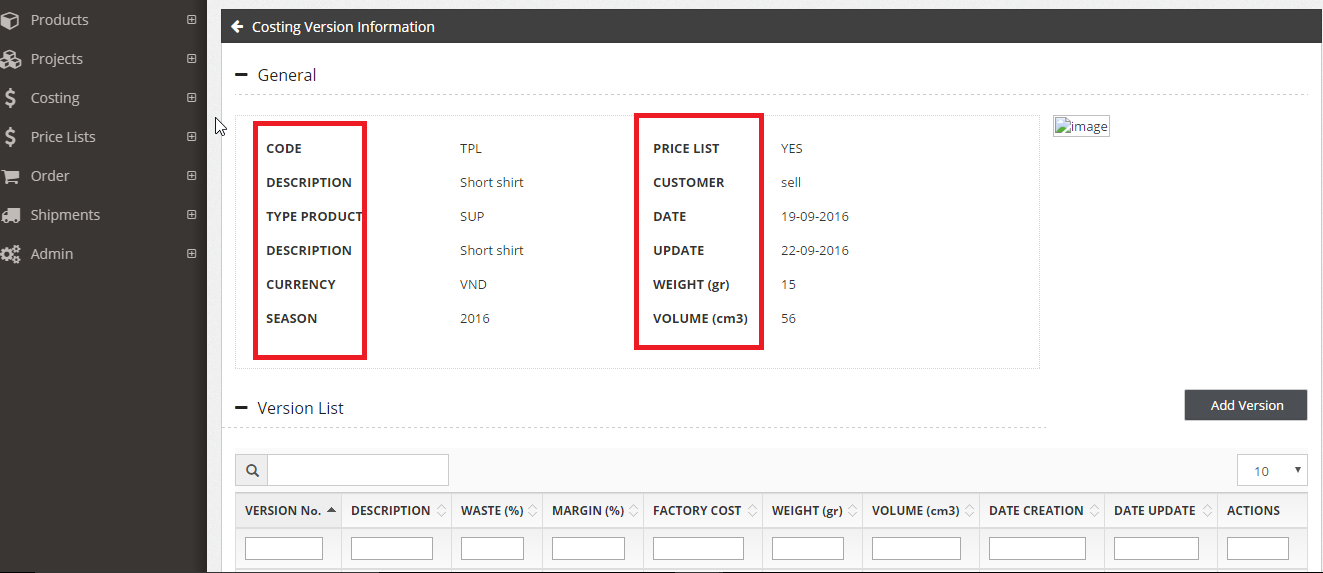 Products
Projects
Costing
Price Lists
Order
Shipments
Admin
Costing Version Information
General
CODE TPL PRICE LIST YES
DESCRIPTION Short shirt CUSTOMER sell
TYPE PRODUCT SUP DATE 19-09-2016
DESCRIPTION Short shirt UPDATE 22-09-2016
CURRENCY VND WEIGHT (gr) 15
SEASON 2016 VOLUME (cm3) 56
image
Version List
Add Version
10
VERSION No. DESCRIPTION WASTE (%) MARGIN (%) FACTORY COST WEIGHT (gr) VOLUME (cm3) DATE CREATION DATE UPDATE ACTIONS